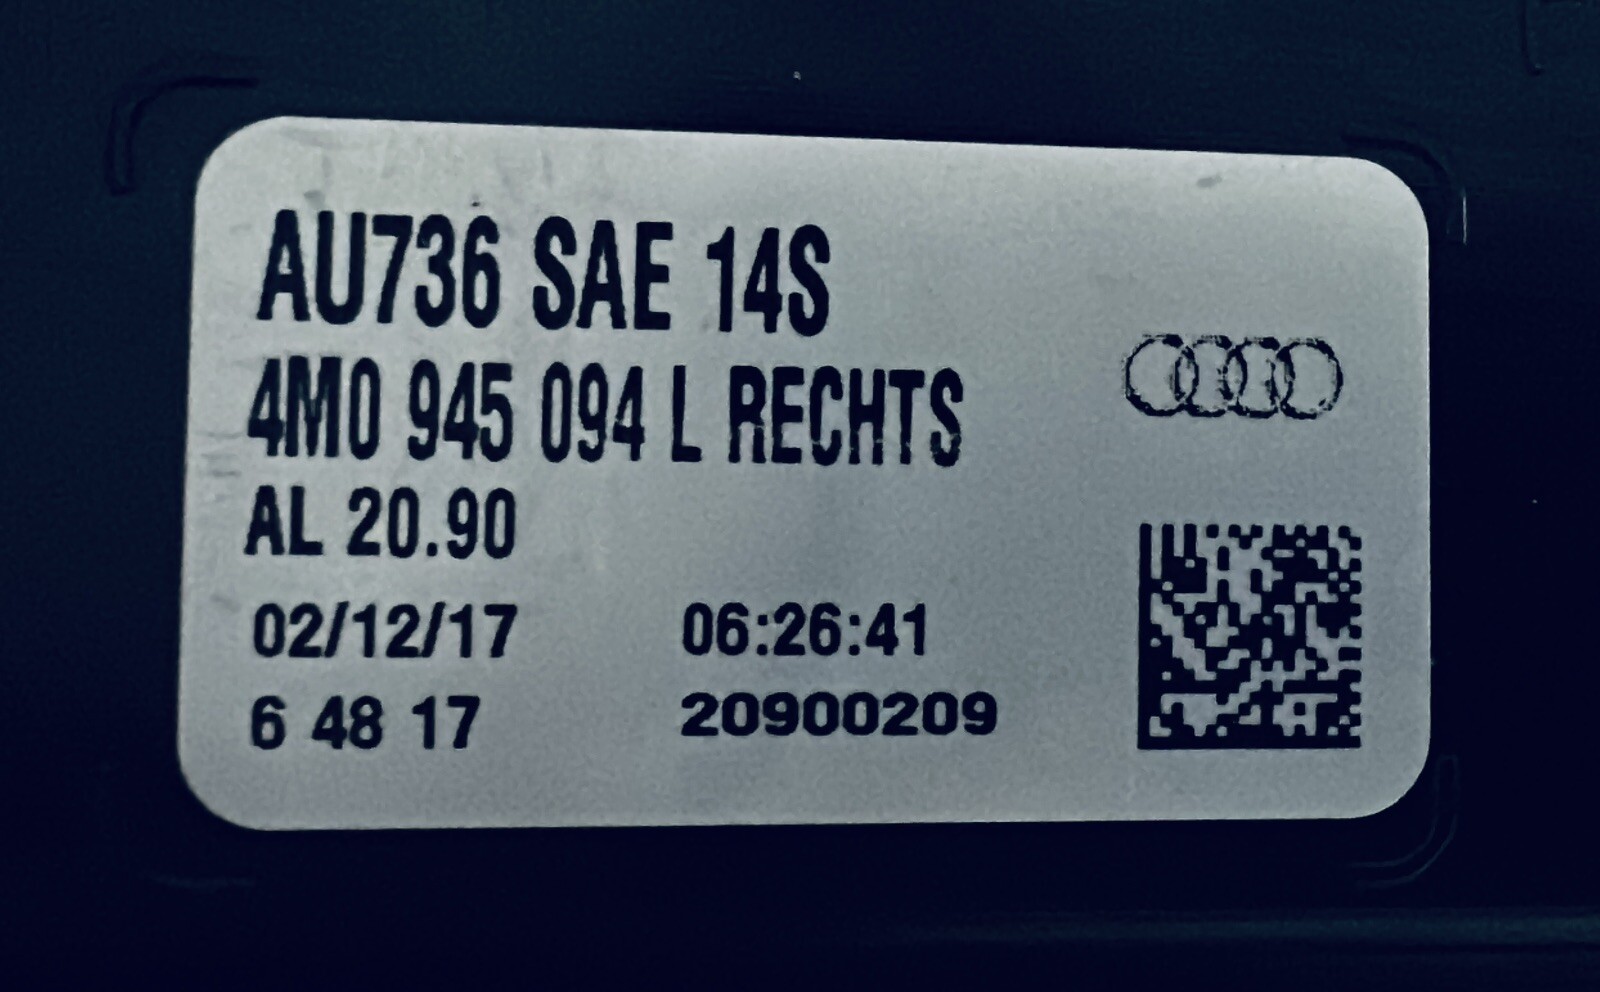 AU736 SAE 14S
4M0 945 094 L RECHTS
AL 20.90
02/12/17 06:26:41
6 48 17 20900209